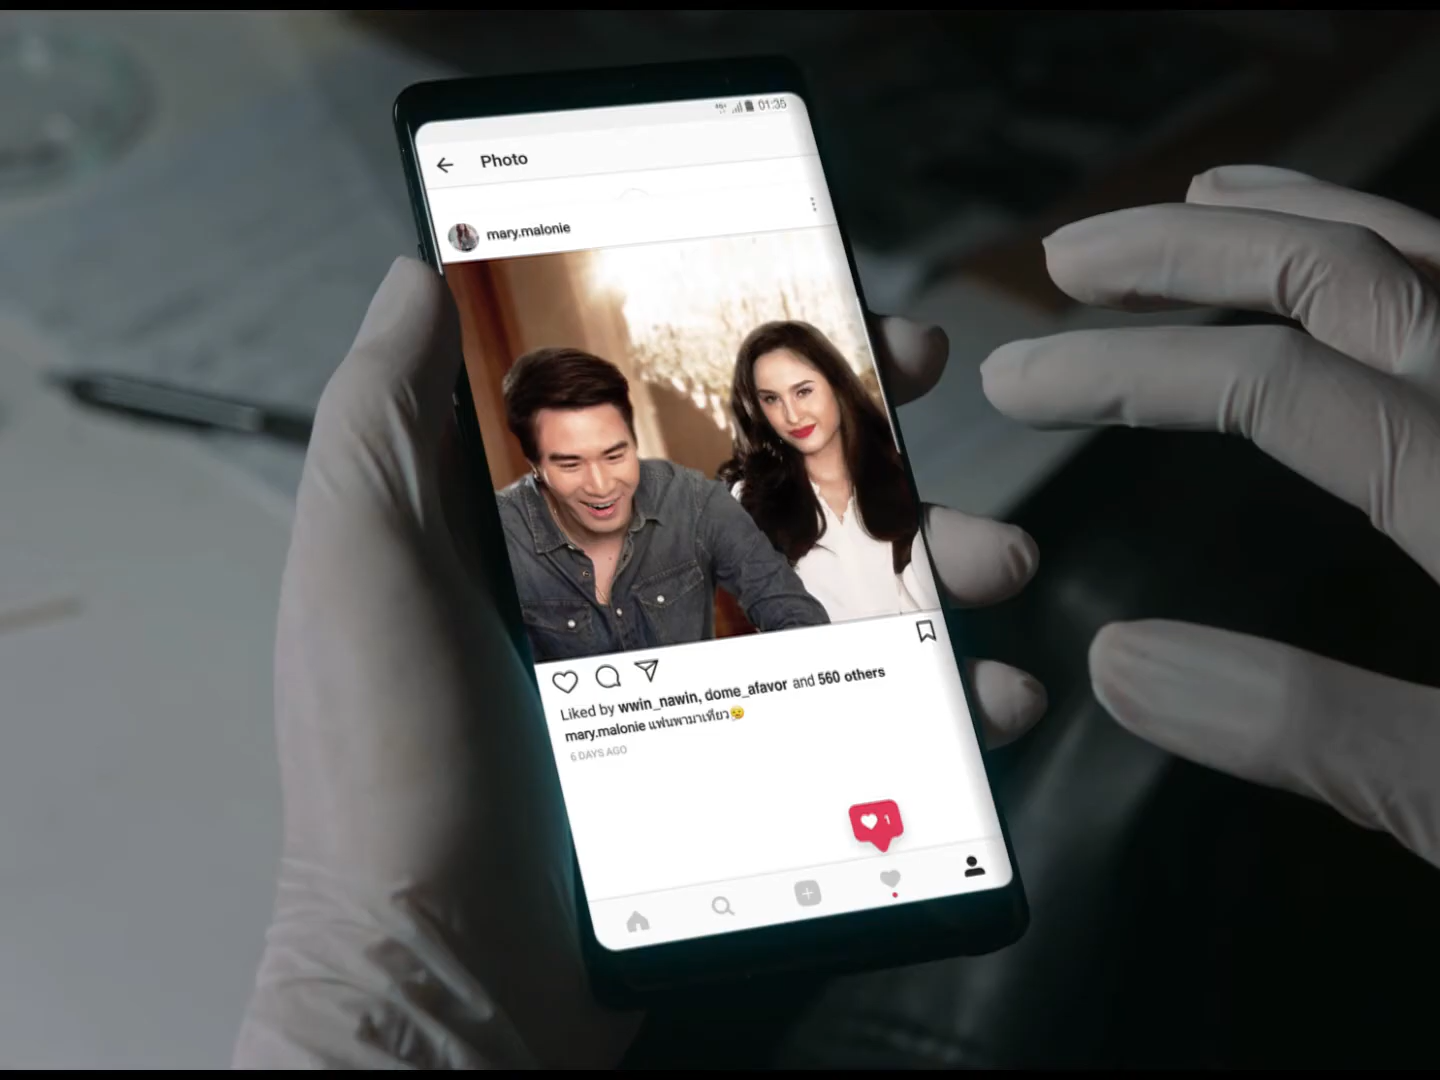 01:35
Photo
mary.malonie
Liked by wwin_nawin, dome_afavor and 560 others
mary.malonie แฟนพามาเที่ยว
6 DAYS AGO
1